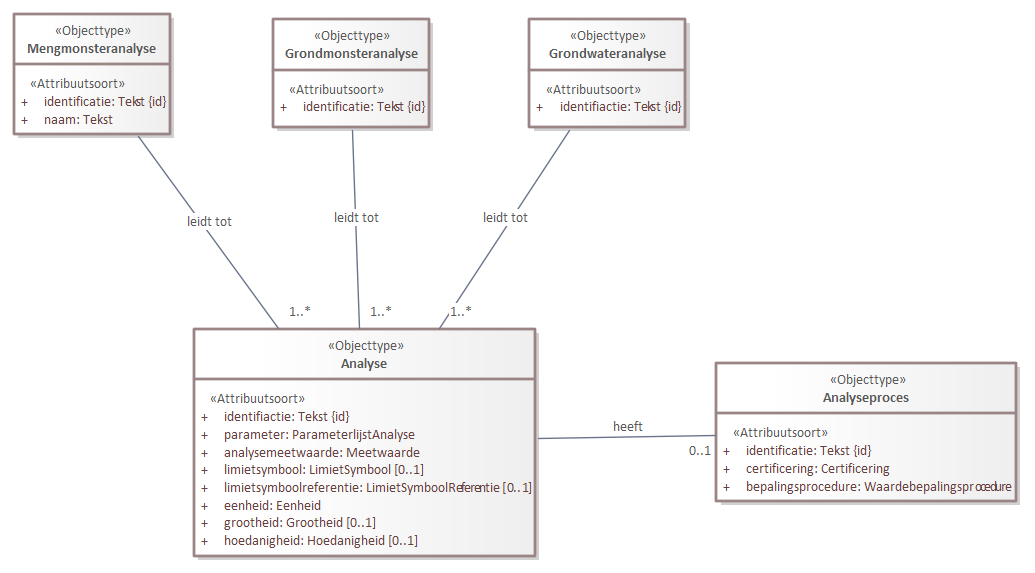 «Objecttype»
Mengmonsteranalyse
«Attribuutsoort»
+ identificatie: Tekst {id}
+ naam: Tekst
«Objecttype»
Grondmonsteranalyse
«Attribuutsoort»
+ identificatie: Tekst {id}
«Objecttype»
Grondwateranalyse
«Attribuutsoort»
+ identifiactie: Tekst {id}
leidt tot
leidt tot
leidt tot
1..*
1..*
1..*
«Objecttype»
Analyse
«Attribuutsoort»
+ identifiactie: Tekst {id}
+ parameter: ParameterlijstAnalyse
+ analysemeetwaarde: Meetwaarde
+ limietsymbool: LimietSymbool [0..1]
+ limietsymboolreferentie: LimietSymboolReferentie [0..1]
+ eenheid: Eenheid
+ grootheid: Grootheid [0..1]
+ hoedanigheid: Hoedanigheid [0..1]
heeft
0..1
«Objecttype»
Analyseproces
«Attribuutsoort»
+ identificatie: Tekst {id}
+ certificering: Certificering
+ bepalingsprocedure: Waardebepalingsprocedure